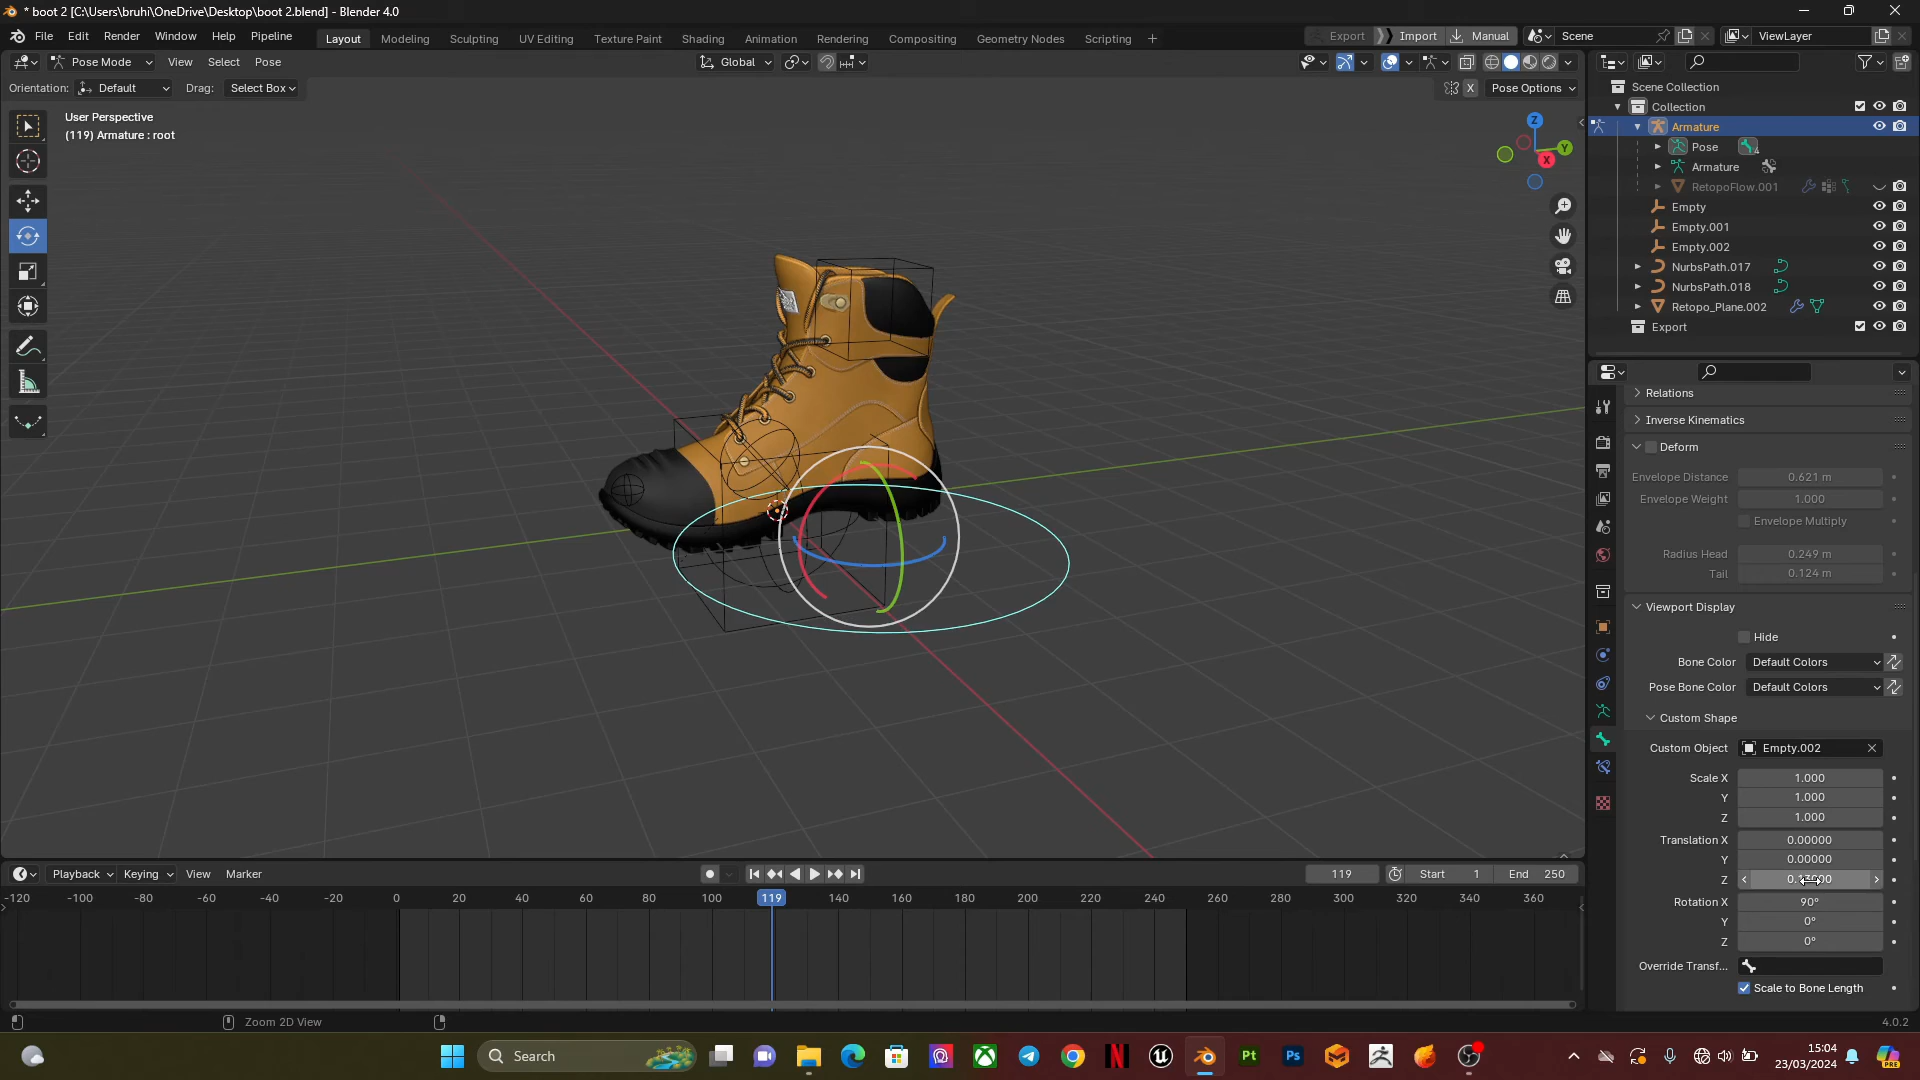 * boot 2 [C:\Users\bruhi\OneDrive\Desktop\boot 2.blend] - Blender 4.0
File Edit Render Window Help Pipeline
Layout Modeling Sculpting UV Editing Texture Paint Shading Animation Rendering Compositing Geometry Nodes Scripting +
Export Import Manual Scene ViewLayer
Pose Mode View Select Pose Global
Orientation: Default Drag: Select Box X Pose Options
User Perspective
(119) Armature : root
Z
Y
X
Scene Collection
Collection
Armature
Pose 4
Armature
RetopoFlow.001
Empty
Empty.001
Empty.002
NurbsPath.017
NurbsPath.018
Retopo_Plane.002
Export
Relations
Inverse Kinematics
Deform
Envelope Distance 0.621 m
Envelope Weight 1.000
Envelope Multiply
Radius Head 0.249 m
Tail 0.124 m
Viewport Display
Hide
Bone Color Default Colors
Pose Bone Color Default Colors
Custom Shape
Custom Object Empty.002
Scale X 1.000
Y 1.000
Z 1.000
Translation X 0.00000
Y 0.00000
Z
Rotation X 90°
Y 0°
Z 0°
Override Transf...
Scale to Bone Length
Playback Keying View Marker 119 Start 1 End 250
-120 -100 -80 -60 -40 -20 0 20 40 60 80 100 119 140 160 180 200 220 240 260 280 300 320 340 360
Zoom 2D View 4.0.2
Search Pt Ps PRE
15:04
23/03/2024